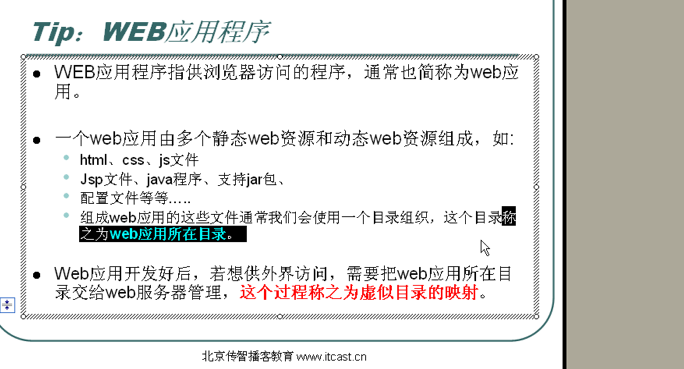 Tip：WEB应用程序
WEB应用程序指供浏览器访问的程序，通常也简称为web应
用。
一个web应用由多个静态web资源和动态web资源组成，如:
html、css、js文件
Jsp文件、java程序、支持jar包、
配置文件等等.....
组成web应用的这些文件通常我们会使用一个目录组织，这个目录称
之为web应用所在目录。
Web应用开发好后，若想供外界访问，需要把web应用所在目
录交给web服务器管理，这个过程称之为虚似目录的映射。
北京传智播客教育 www.itcast.cn